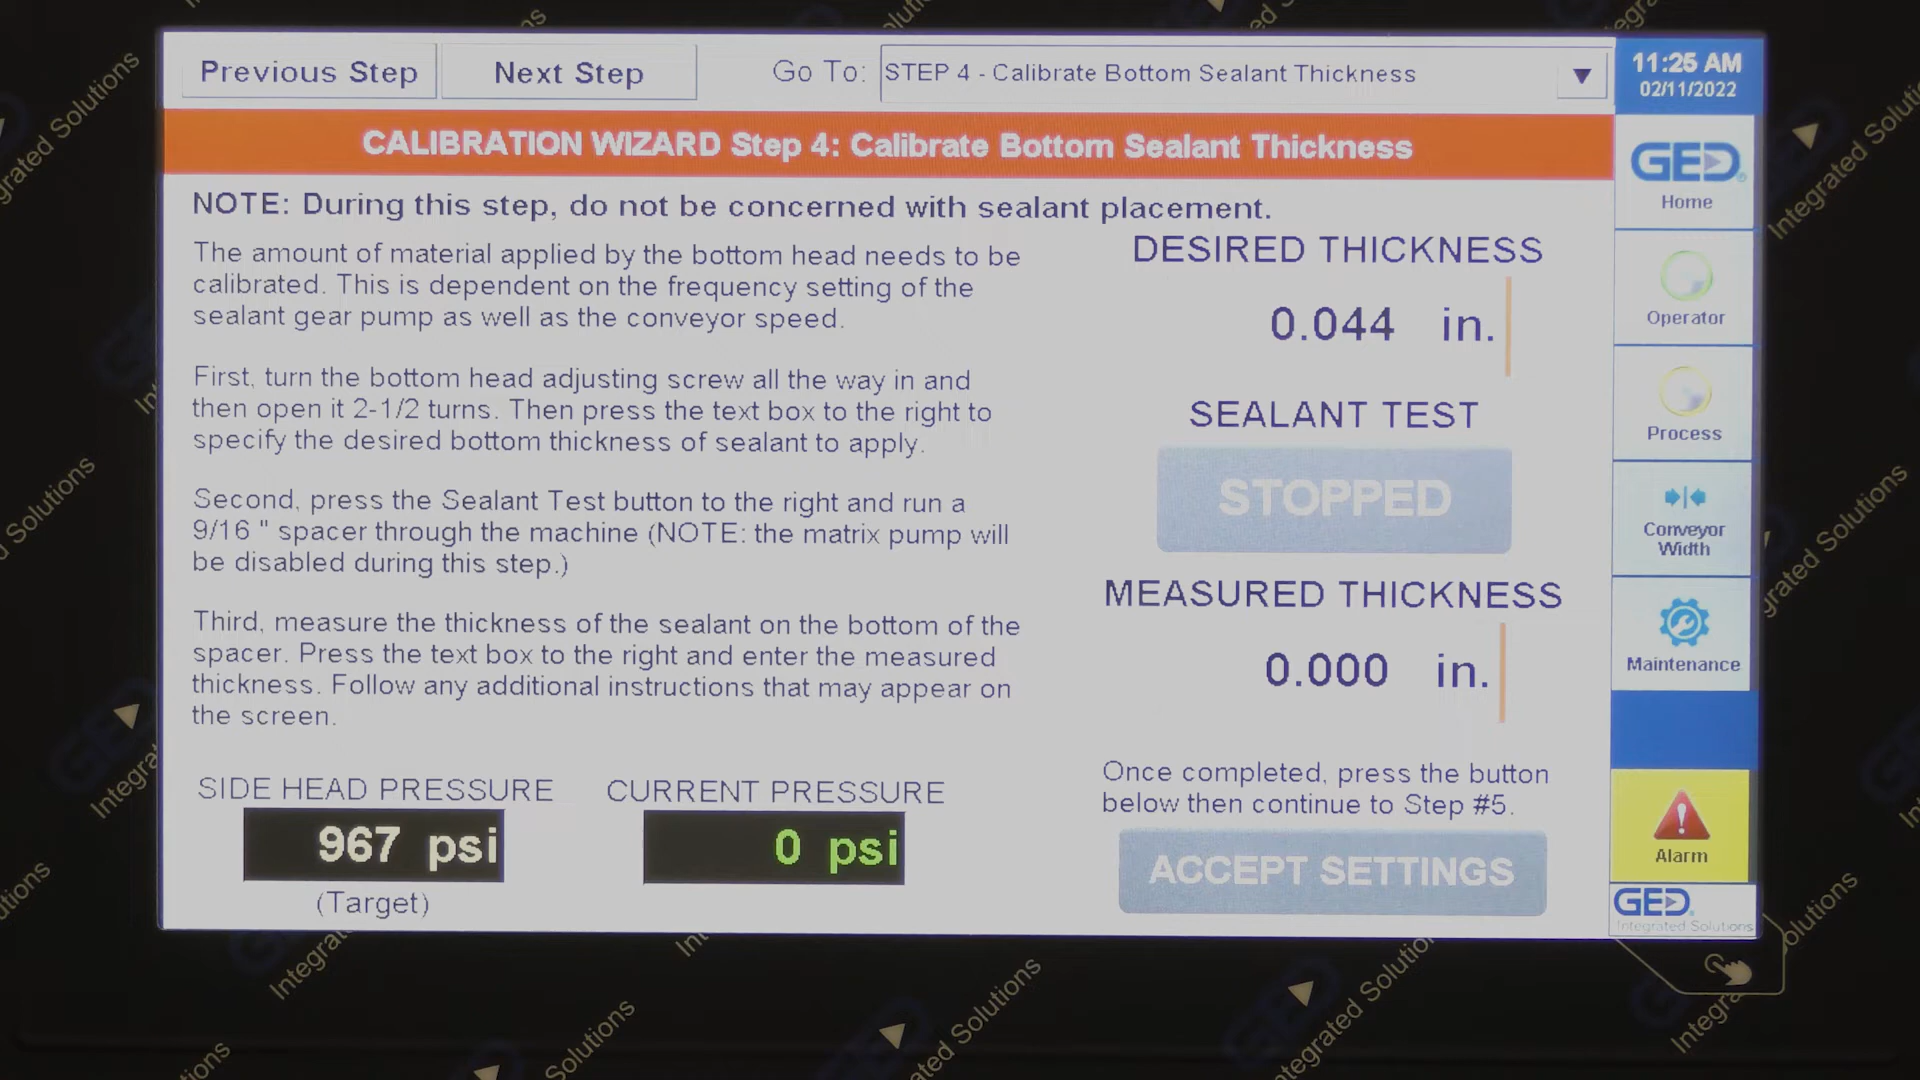 Previous Step
Next Step
Go To:
STEP 4 - Calibrate Bottom Sealant Thickness
11:25 AM
02/11/2022
CALIBRATION WIZARD Step 4: Calibrate Bottom Sealant Thickness
NOTE: During this step, do not be concerned with sealant placement.
The amount of material applied by the bottom head needs to be
calibrated. This is dependent on the frequency setting of the
sealant gear pump as well as the conveyor speed.
First, turn the bottom head adjusting screw all the way in and
then open it 2-1/2 turns. Then press the text box to the right to
specify the desired bottom thickness of sealant to apply.
Second, press the Sealant Test button to the right and run a
9/16 " spacer through the machine (NOTE: the matrix pump will
be disabled during this step.)
Third, measure the thickness of the sealant on the bottom of the
spacer. Press the text box to the right and enter the measured
thickness. Follow any additional instructions that may appear on
the screen.
SIDE HEAD PRESSURE
967 psi
(Target)
CURRENT PRESSURE
0 psi
DESIRED THICKNESS
0.044 in.
SEALANT TEST
STOPPED
MEASURED THICKNESS
0.000 in.
Once completed, press the button
below then continue to Step #5.
ACCEPT SETTINGS
GED
Home
Operator
Process
Conveyor
Width
Maintenance
Alarm
GED
Integrated Solutions
Integrated Solutions
Integrated Solutions
Integrated Solutions